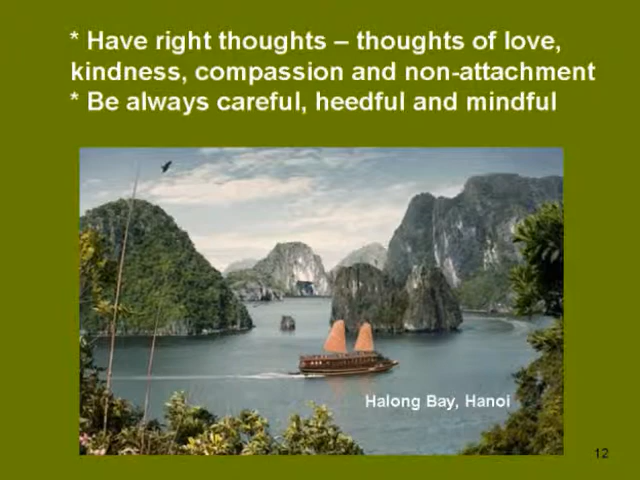 * Have right thoughts – thoughts of love,
kindness, compassion and non-attachment
* Be always careful, heedful and mindful
Halong Bay, Hanoi
12